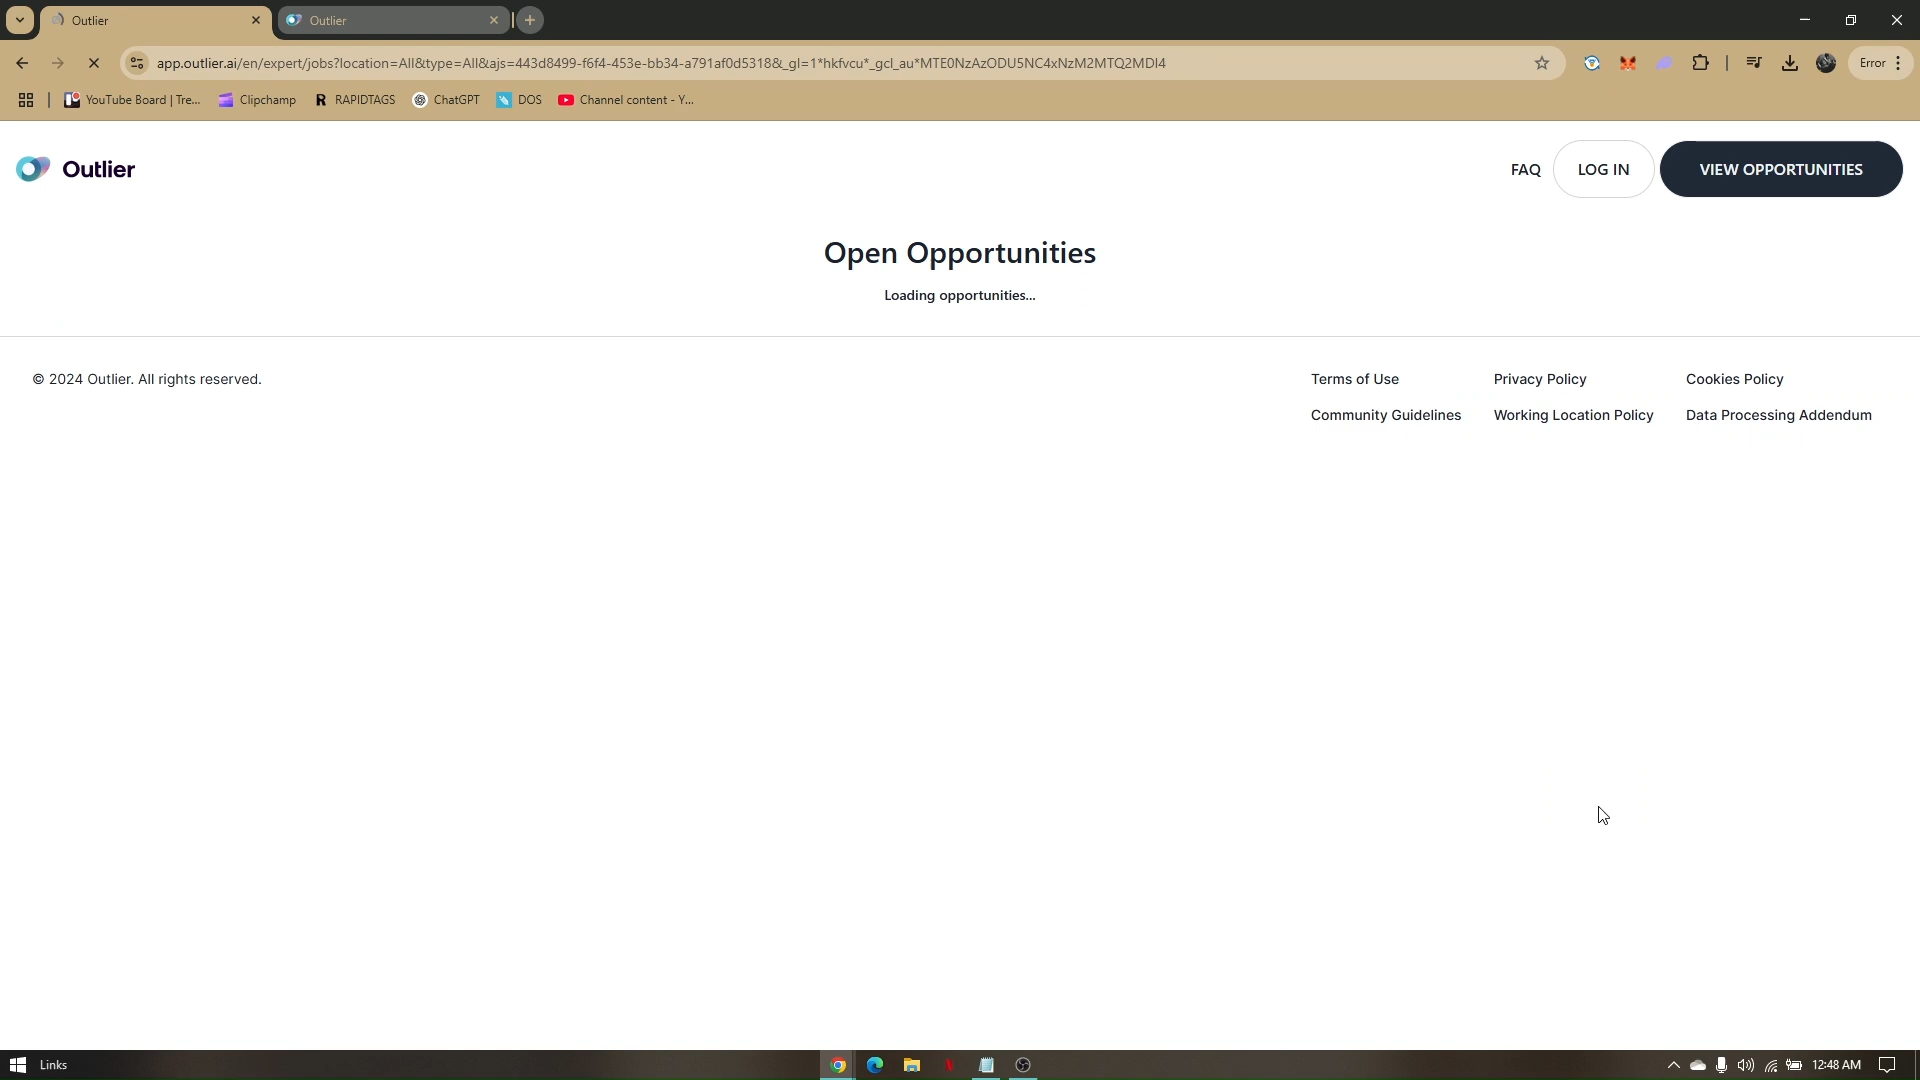 Outlier
Outlier
app.outlier.ai/en/expert/jobs?location=All&type=All&ajs=443d8499-f6f4-453e-bb34-a791af0d5318&_gl=1*hkfvcu*_gcl_au*MTE0NzAzODU5NC4xNzM2MTQ2MDI4
Error
YouTube Board | Tre...
Clipchamp
RAPIDTAGS
ChatGPT
DOS
Channel content - Y...
Outlier
FAQ
LOG IN
VIEW OPPORTUNITIES
Open Opportunities
Loading opportunities...
© 2024 Outlier. All rights reserved.
Terms of Use
Privacy Policy
Cookies Policy
Community Guidelines
Working Location Policy
Data Processing Addendum
Links
12:48 AM